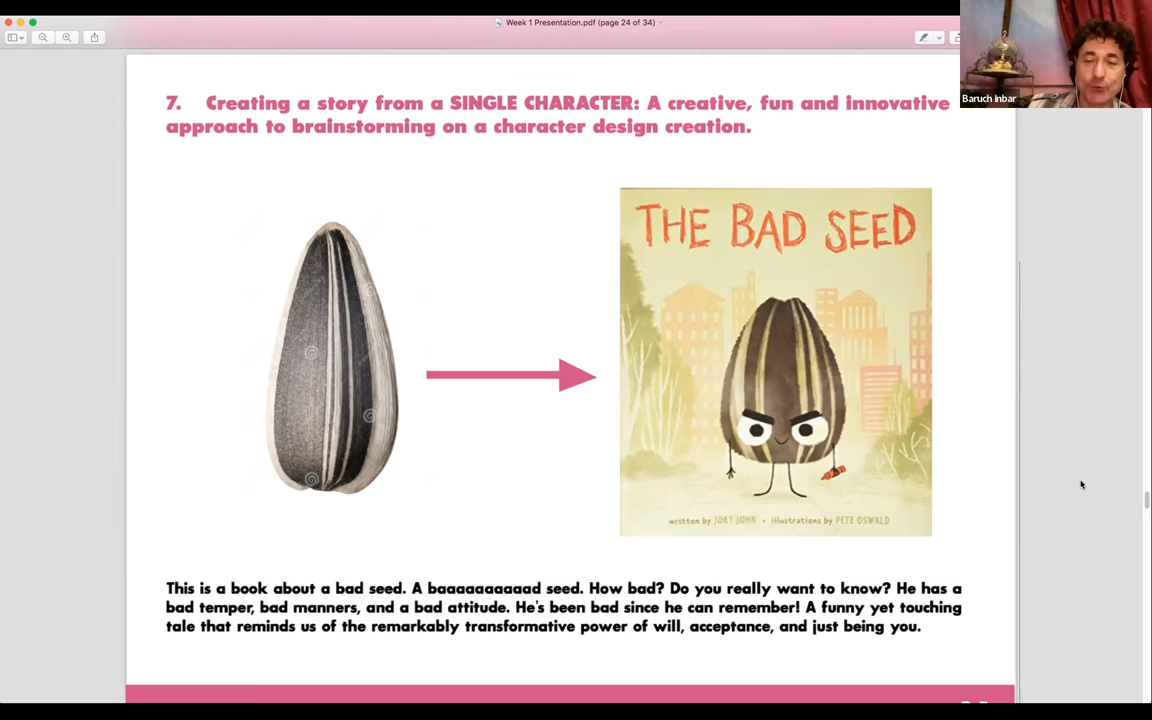 Week 1 Presentation.pdf (page 24 of 34)
Baruch Inbar
7. Creating a story from a SINGLE CHARACTER: A creative, fun and innovative
approach to brainstorming on a character design creation.
THE BAD SEED
written by JORY JOHN • illustrations by PETE OSWALD
This is a book about a bad seed. A baaaaaaaaaad seed. How bad? Do you really want to know? He has a
bad temper, bad manners, and a bad attitude. He's been bad since he can remember! A funny yet touching
tale that reminds us of the remarkably transformative power of will, acceptance, and just being you.